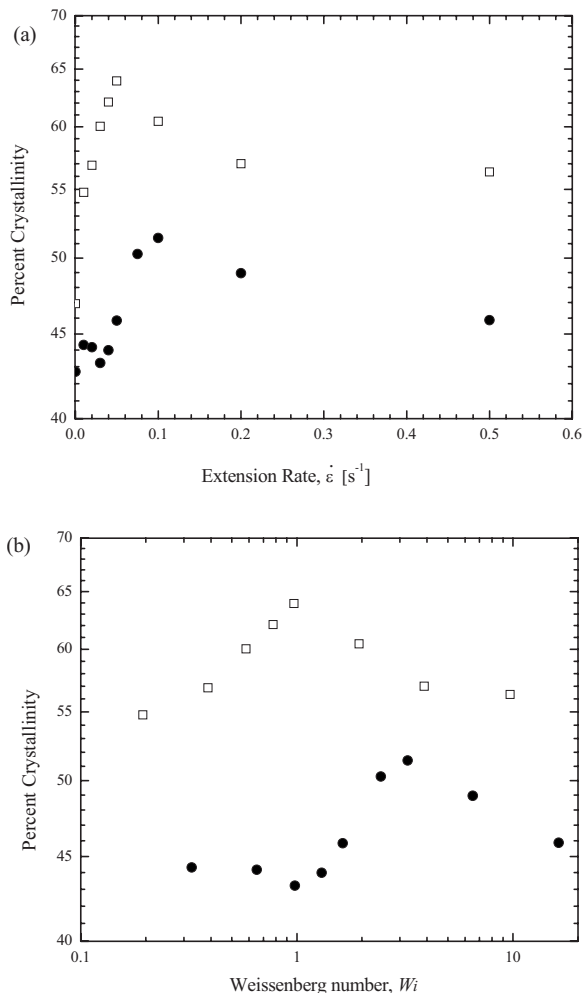 (a)
70
65
60
55
50
45
40
Percent Crystallinity
0.0 0.1 0.2 0.3 0.4 0.5 0.6
Extension Rate, ε̇ [s⁻¹]
(b)
70
65
60
55
50
45
40
Percent Crystallinity
0.1 1 10
Weissenberg number, Wi